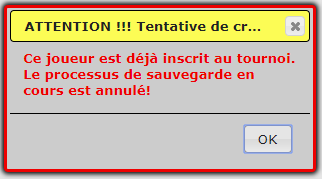 ATTENTION !!! Tentative de cr...
Ce joueur est déjà inscrit au tournoi.
Le processus de sauvegarde en
cours est annulé!
OK